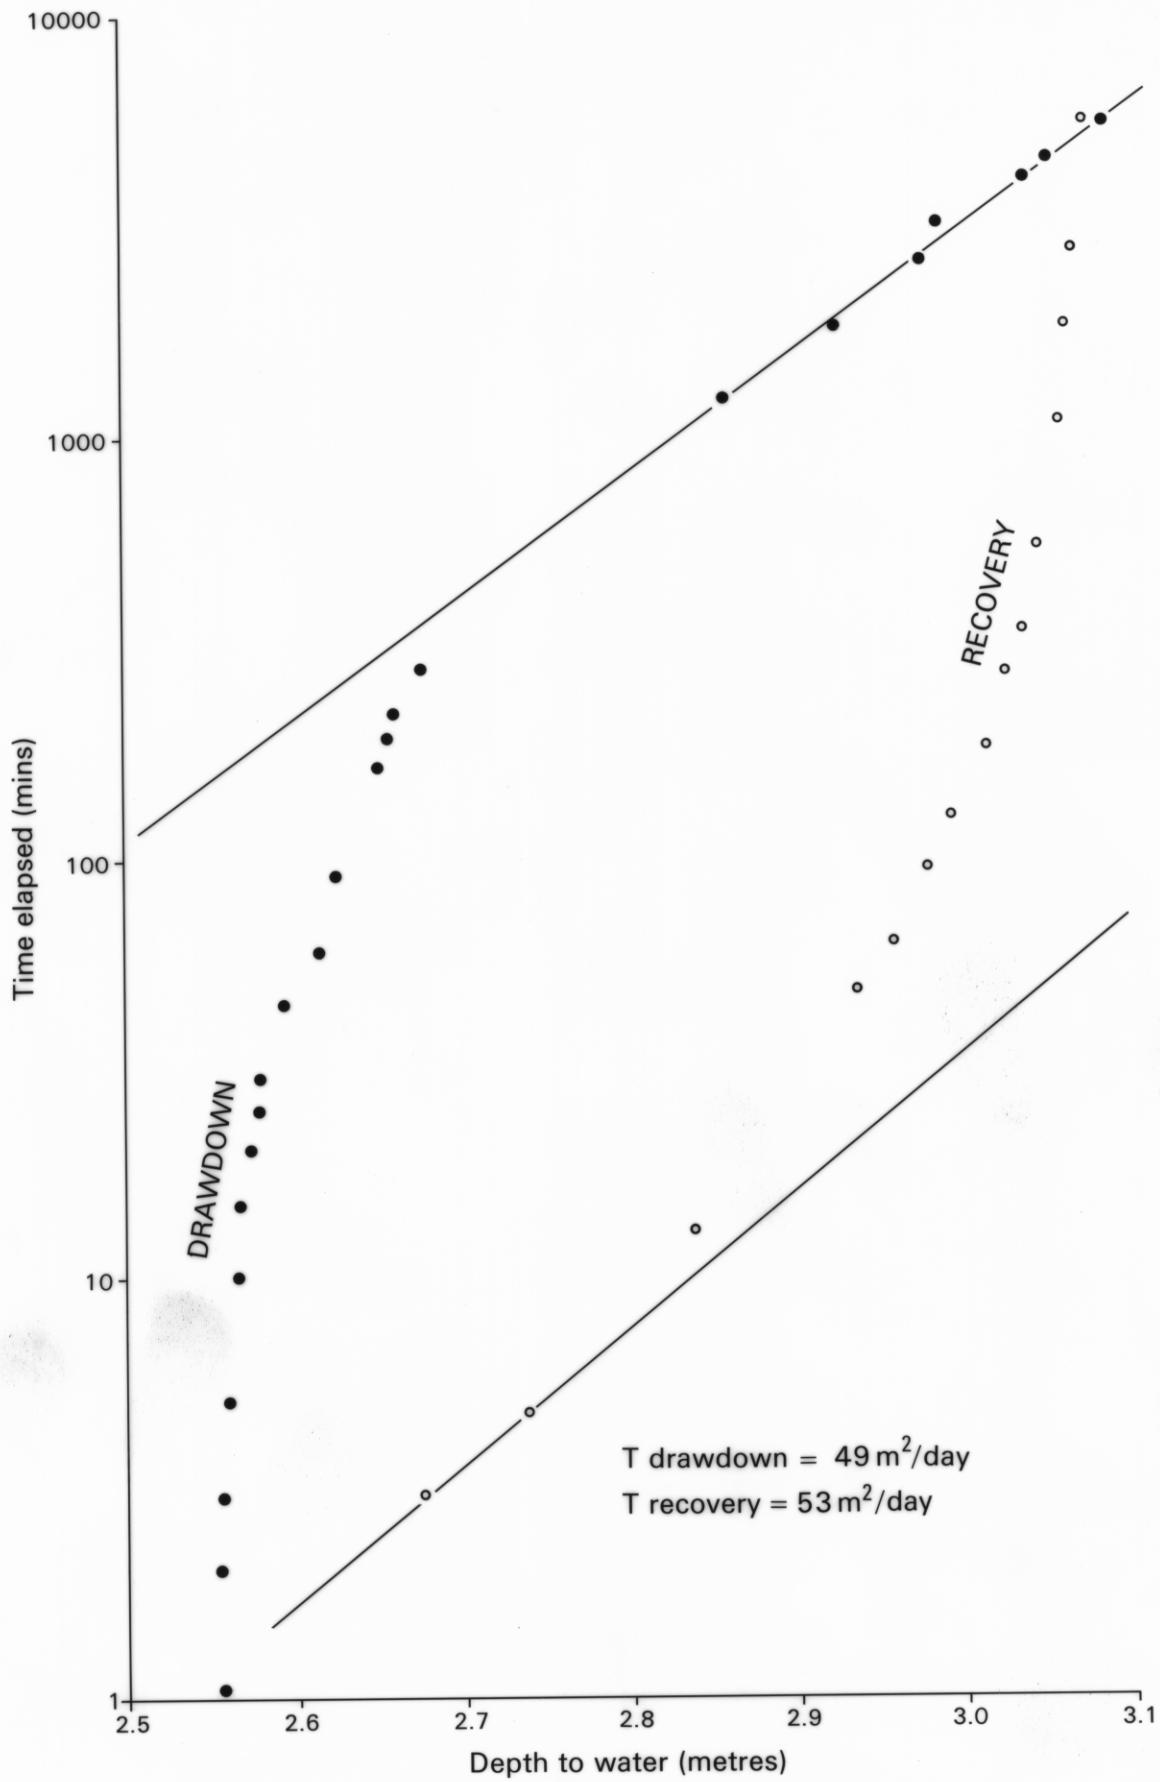 10000
1000
100
10
1
Time elapsed (mins)
DRAWDOWN
RECOVERY
T drawdown = 49 m²/day
T recovery = 53 m²/day
2.5 2.6 2.7 2.8 2.9 3.0 3.1
Depth to water (metres)